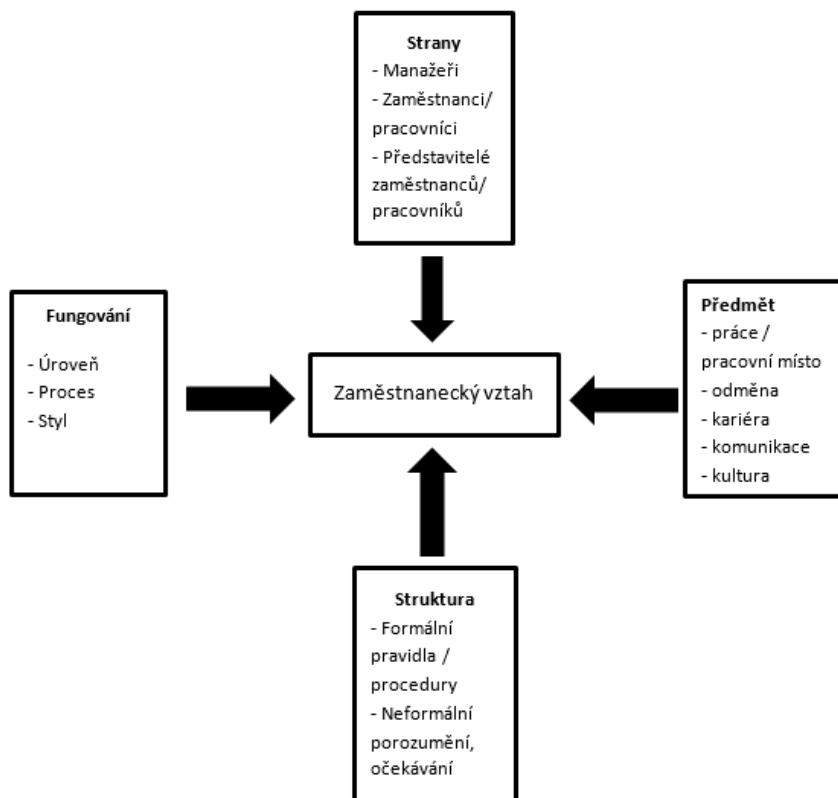 Strany
- Manažeři
- Zaměstnanci/
pracovníci
- Představitelé
zaměstnanců/
pracovníků
Fungování
- Úroveň
- Proces
- Styl
Zaměstnanecký vztah
Předmět
- práce /
pracovní místo
- odměna
- kariéra
- komunikace
- kultura
Struktura
- Formální
pravidla /
procedury
- Neformální
porozumění,
očekávání